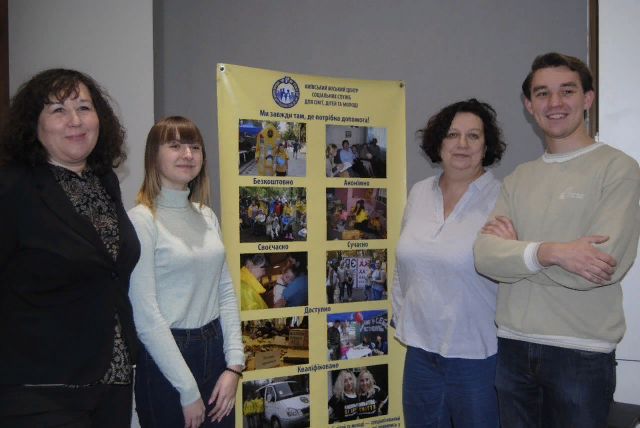 КИЇВСЬКИЙ МІСЬКИЙ ЦЕНТР
СОЦІАЛЬНИХ СЛУЖБ
ДЛЯ СІМ'Ї, ДІТЕЙ ТА МОЛОДІ
Ми завжди там, де потрібна допомога!
Безкоштовно
Анонімно
Своєчасно
Сучасно
Доступно
Кваліфіковано